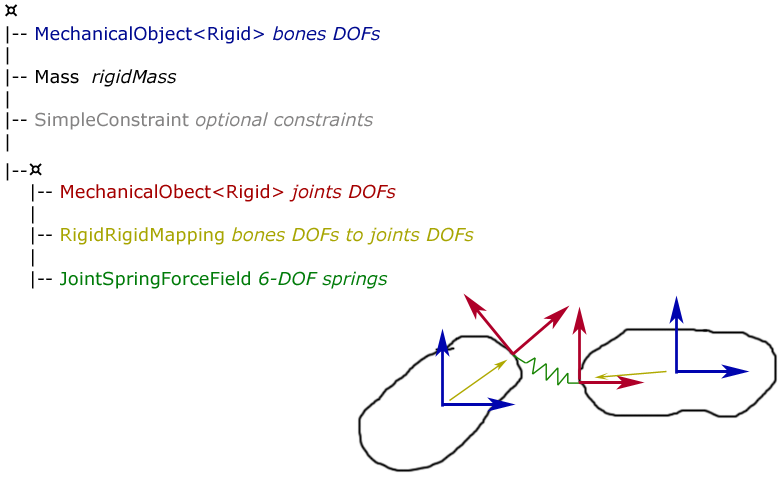 ¤
|-- MechanicalObject<Rigid> bones DOFs
|
|-- Mass rigidMass
|
|-- SimpleConstraint optional constraints
|
|--¤
|-- MechanicalObect<Rigid> joints DOFs
|
|-- RigidRigidMapping bones DOFs to joints DOFs
|
|-- JointSpringForceField 6-DOF springs